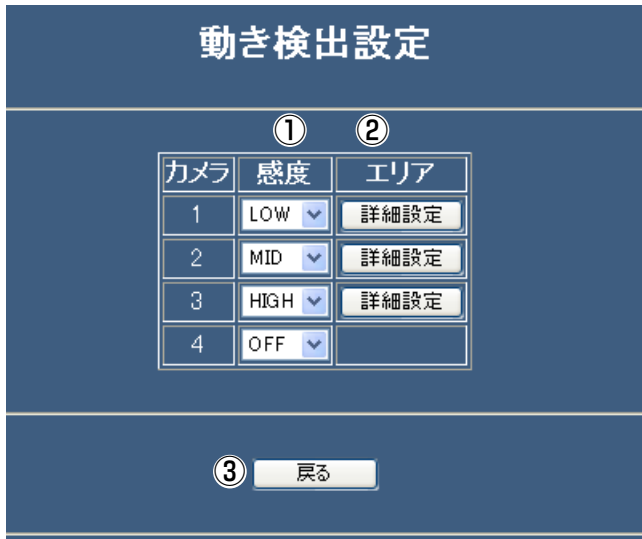 動き検出設定
① ②
カメラ 感度 エリア
1 LOW 詳細設定
2 MID 詳細設定
3 HIGH 詳細設定
4 OFF
③ 戻る